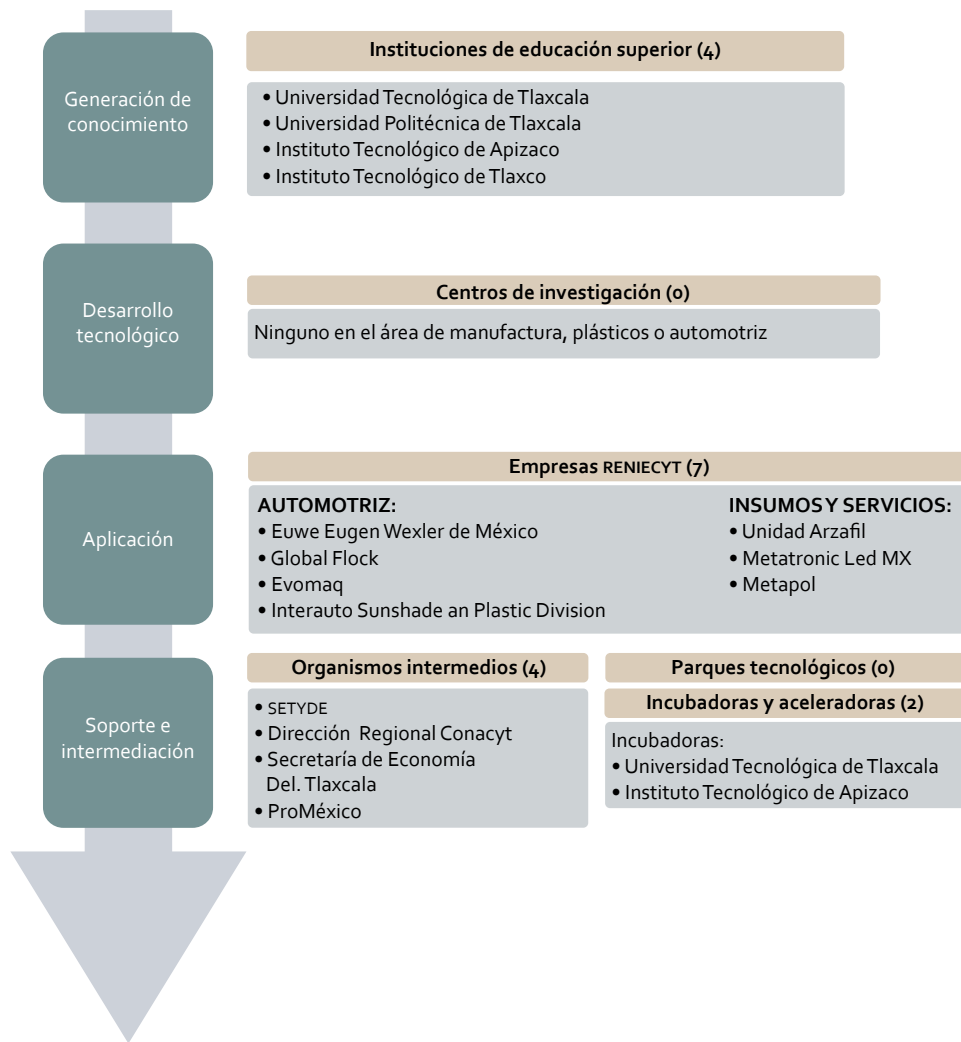 Generación de
conocimiento
Instituciones de educación superior (4)
• Universidad Tecnológica de Tlaxcala
• Universidad Politécnica de Tlaxcala
• Instituto Tecnológico de Apizaco
• Instituto Tecnológico de Tlaxco
Desarrollo
tecnológico
Centros de investigación (0)
Ninguno en el área de manufactura, plásticos o automotriz
Aplicación
Empresas RENIECYT (7)
AUTOMOTRIZ:
• Euwe Eugen Wexler de México
• Global Flock
• Evomaq
• Interauto Sunshade an Plastic Division
INSUMOS Y SERVICIOS:
• Unidad Arzafil
• Metatronic Led MX
• Metapol
Soporte e
intermediación
Organismos intermedios (4)
• SETYDE
• Dirección Regional Conacyt
• Secretaría de Economía
Del. Tlaxcala
• ProMéxico
Parques tecnológicos (0)
Incubadoras y aceleradoras (2)
Incubadoras:
• Universidad Tecnológica de Tlaxcala
• Instituto Tecnológico de Apizaco